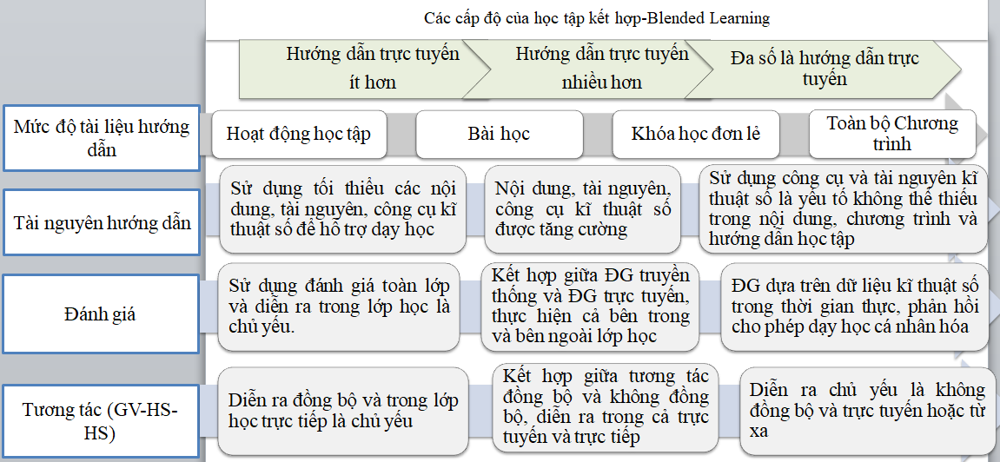 Các cấp độ của học tập kết hợp-Blended Learning
Hướng dẫn trực tuyến
ít hơn
Hướng dẫn trực tuyến
nhiều hơn
Đa số là hướng dẫn trực
tuyến
Mức độ tài liệu hướng
dẫn
Hoạt động học tập
Bài học
Khóa học đơn lẻ
Toàn bộ Chương
trình
Tài nguyên hướng dẫn
Sử dụng tối thiểu các nội
dung, tài nguyên, công cụ kĩ
thuật số để hỗ trợ dạy học
Nội dung, tài nguyên,
công cụ kĩ thuật số
được tăng cường
Sử dụng công cụ và tài nguyên kĩ
thuật số là yếu tố không thể thiếu
trong nội dung, chương trình và
hướng dẫn học tập
Đánh giá
Sử dụng đánh giá toàn lớp
và diễn ra trong lớp học là
chủ yếu.
Kết hợp giữa ĐG truyền
thống và ĐG trực tuyến,
thực hiện cả bên trong
và bên ngoài lớp học
ĐG dựa trên dữ liệu kĩ thuật số
trong thời gian thực, phản hồi
cho phép dạy học cá nhân hóa
Tương tác (GV-HS-
HS)
Diễn ra đồng bộ và trong lớp
học trực tiếp là chủ yếu
Kết hợp giữa tương tác
đồng bộ và không đồng
bộ, diễn ra trong cả trực
tuyến và trực tiếp
Diễn ra chủ yếu là không
đồng bộ và trực tuyến hoặc từ
xa